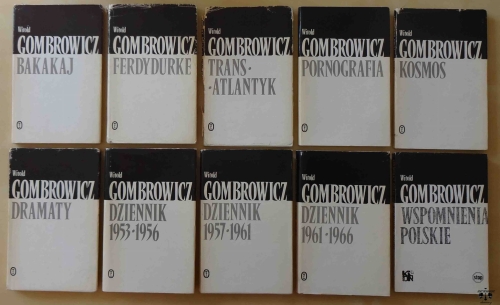 Witold
GOMBROWICZ
BAKAKAJ
Witold
GOMBROWICZ
FERDYDURKE
Witold
GOMBROWICZ
TRANS-
-ATLANTYK
Witold
GOMBROWICZ
PORNOGRAFIA
Witold
GOMBROWICZ
KOSMOS
Witold
GOMBROWICZ
DRAMATY
Witold
GOMBROWICZ
DZIENNIK
1953-1956
Witold
GOMBROWICZ
DZIENNIK
1957-1961
Witold
GOMBROWICZ
DZIENNIK
1961-1966
Witold
GOMBROWICZ
WSPOMNIENIA
POLSKIE